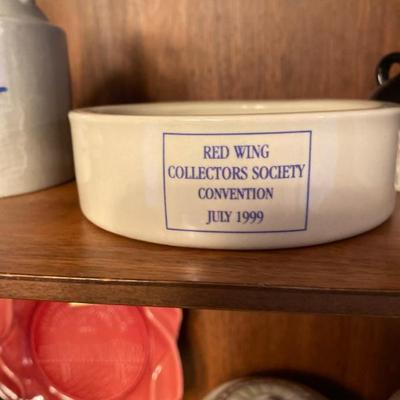 RED WING
COLLECTORS SOCIETY
CONVENTION
JULY 1999